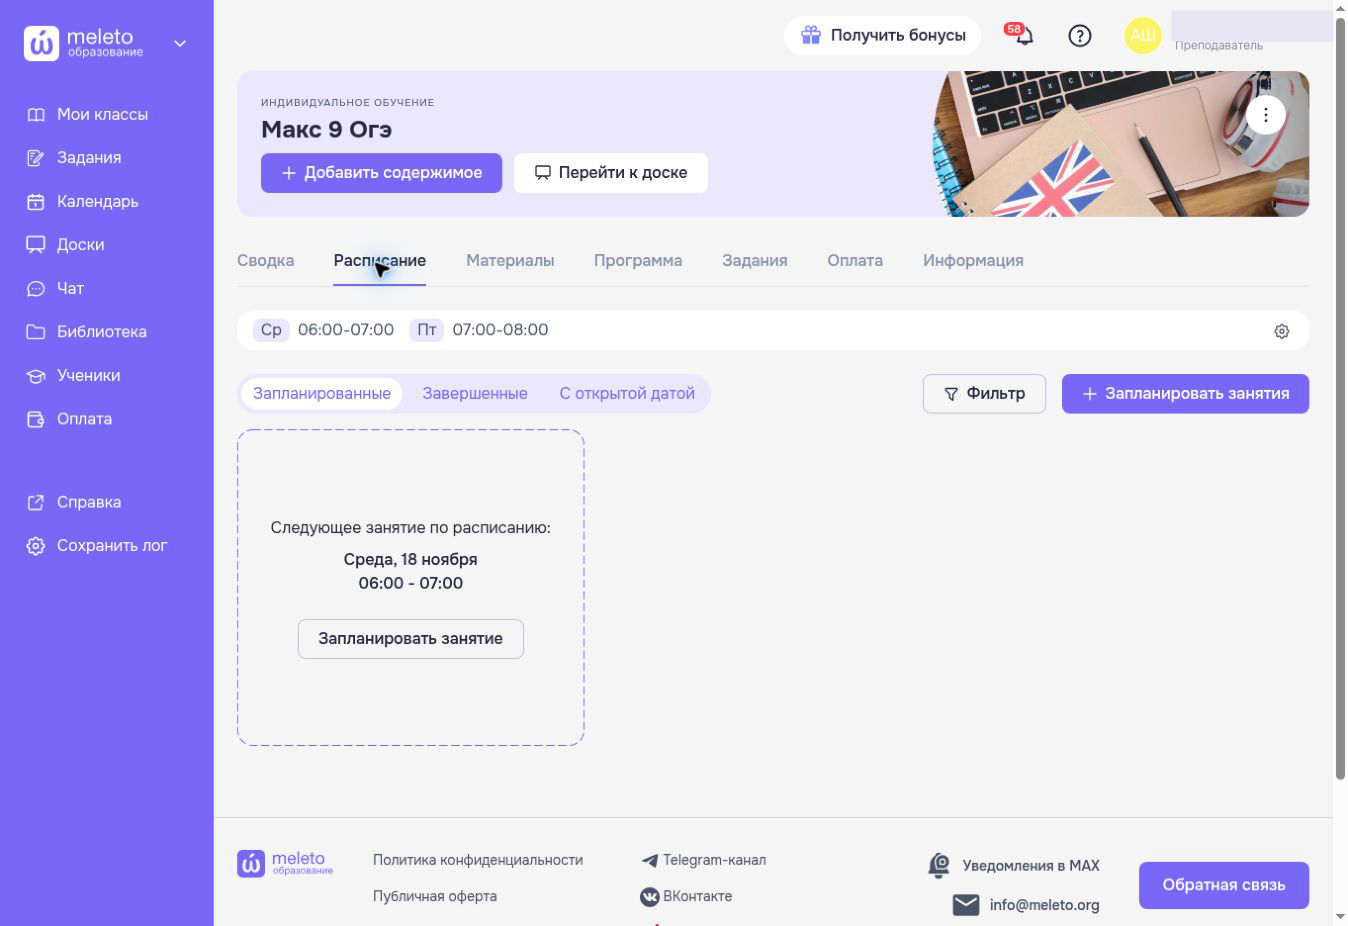 meleto
образование
Мои классы
Задания
Календарь
Доски
Чат
Библиотека
Ученики
Оплата
Справка
Сохранить лог
Получить бонусы
58
АШ
Преподаватель
ИНДИВИДУАЛЬНОЕ ОБУЧЕНИЕ
Макс 9 Огэ
+ Добавить содержимое
Перейти к доске
Сводка
Расписание
Материалы
Программа
Задания
Оплата
Информация
Ср 06:00-07:00 Пт 07:00-08:00
Запланированные
Завершенные
С открытой датой
Фильтр
+ Запланировать занятия
Следующее занятие по расписанию:
Среда, 18 ноября
06:00 - 07:00
Запланировать занятие
meleto
образование
Политика конфиденциальности
Публичная оферта
Telegram-канал
ВКонтакте
Уведомления в MAX
info@meleto.org
Обратная связь